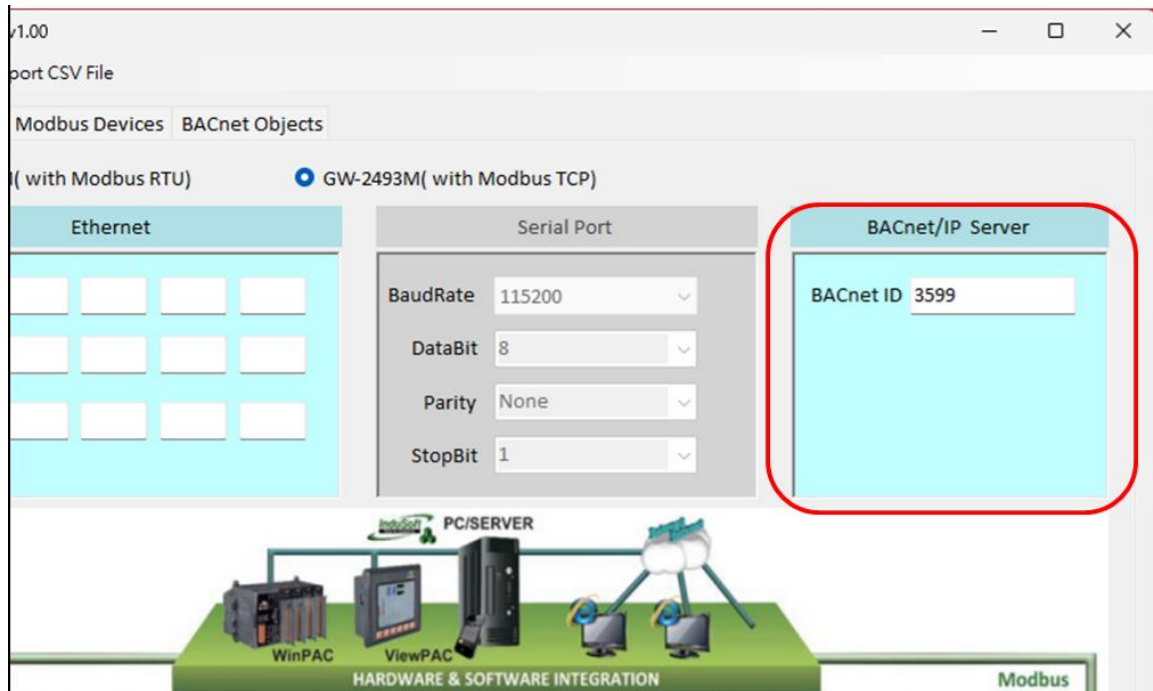 v1.00
port CSV File
Modbus Devices BACnet Objects
( with Modbus RTU) GW-2493M( with Modbus TCP)
Ethernet Serial Port BACnet/IP Server
BaudRate 115200 BACnet ID 3599
DataBit 8
Parity None
StopBit 1
InduSoft PC/SERVER
WinPAC ViewPAC
HARDWARE & SOFTWARE INTEGRATION Modbus